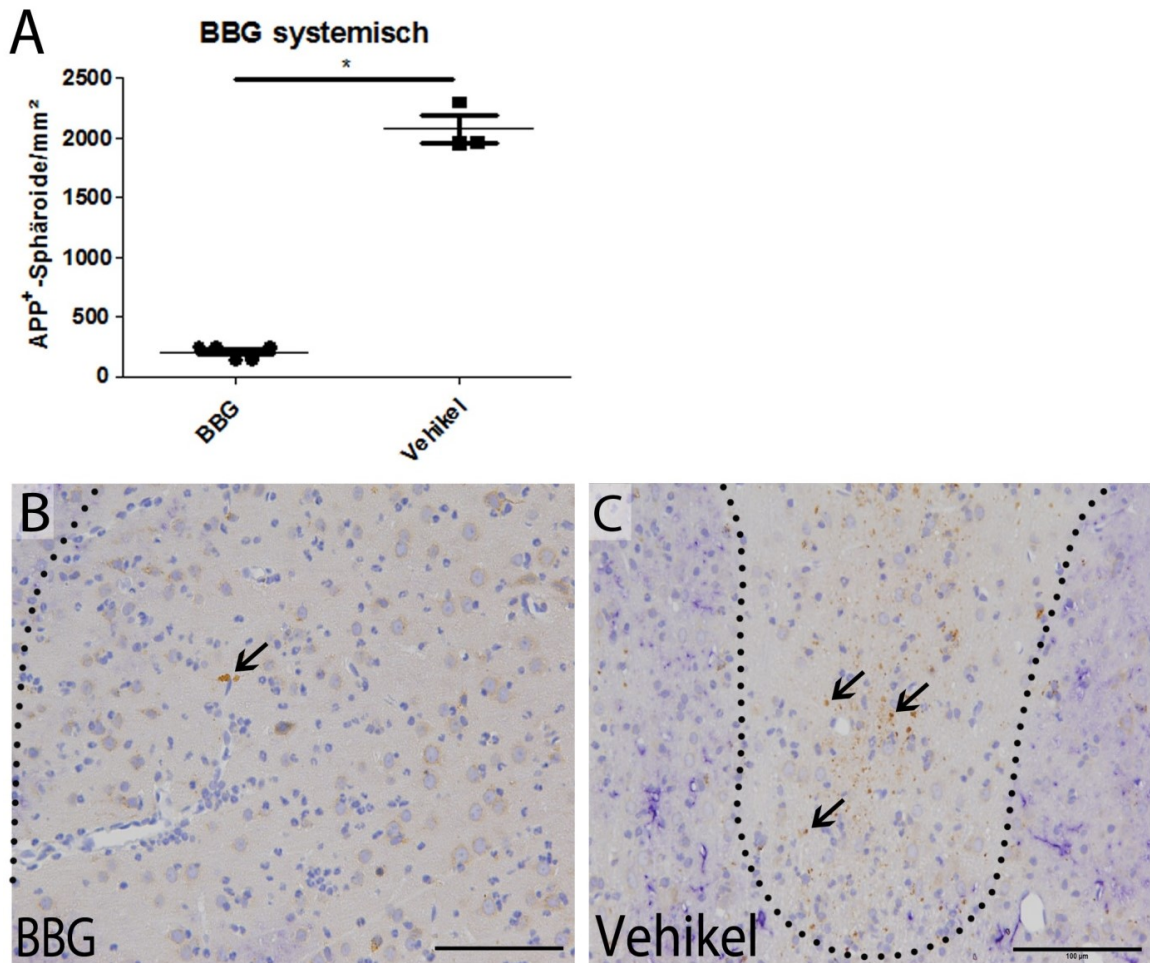 A
BBG systemisch
*
APP⁺-Sphäroide/mm²
2500
2000
1500
1000
500
0
BBG
Vehikel
B
BBG
C
Vehikel
100 µm